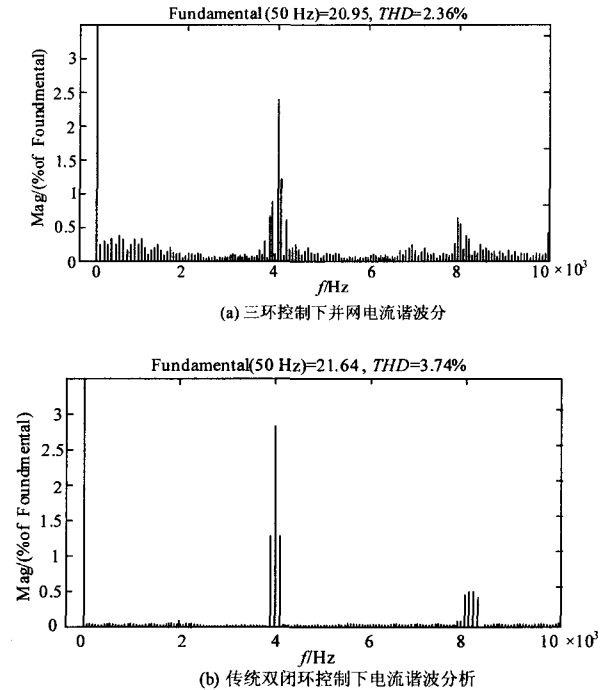 Fundamental (50 Hz)=20.95, THD=2.36%
3
2.5
2
1.5
1
0.5
0
Mag/(%of Foundmental)
0 2 4 6 8 10 ×10³
f/Hz
(a) 三环控制下并网电流谐波分
Fundamental(50 Hz)=21.64, THD=3.74%
3
2.5
2
1.5
1
0.5
0
Mag/(%of Foundmental)
0 2 4 6 8 10 ×10³
f/Hz
(b) 传统双闭环控制下电流谐波分析